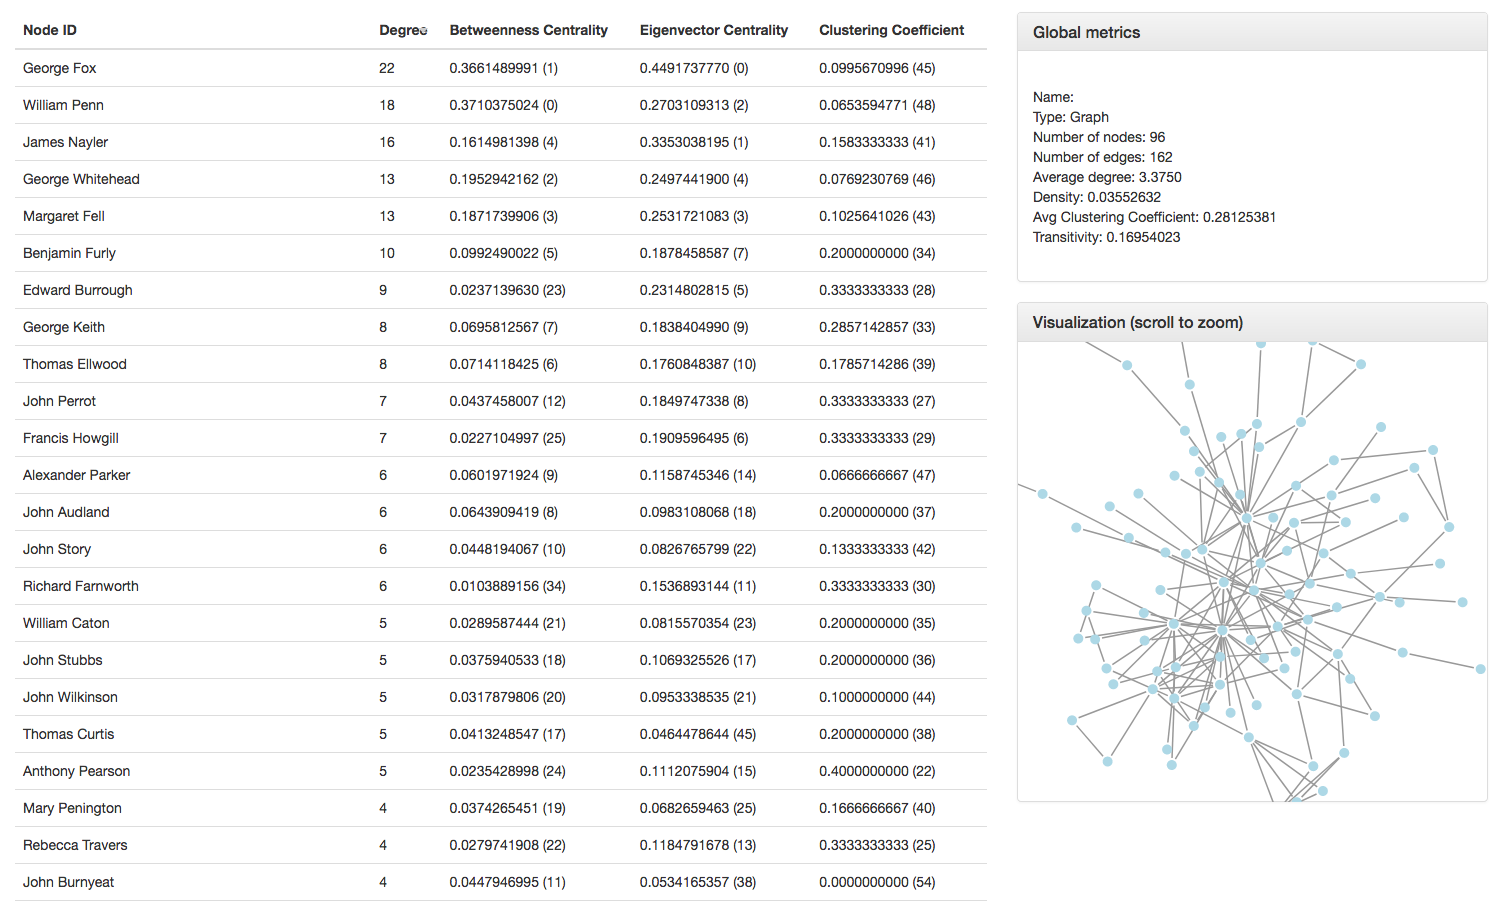 Node ID Degree Betweenness Centrality Eigenvector Centrality Clustering Coefficient
George Fox 22 0.3661489991 (1) 0.4491737770 (0) 0.0995670996 (45)
William Penn 18 0.3710375024 (0) 0.2703109313 (2) 0.0653594771 (48)
James Nayler 16 0.1614981398 (4) 0.3353038195 (1) 0.1583333333 (41)
George Whitehead 13 0.1952942162 (2) 0.2497441900 (4) 0.0769230769 (46)
Margaret Fell 13 0.1871739906 (3) 0.2531721083 (3) 0.1025641026 (43)
Benjamin Furly 10 0.0992490022 (5) 0.1878458587 (7) 0.2000000000 (34)
Edward Burrough 9 0.0237139630 (23) 0.2314802815 (5) 0.3333333333 (28)
George Keith 8 0.0695812567 (7) 0.1838404990 (9) 0.2857142857 (33)
Thomas Ellwood 8 0.0714118425 (6) 0.1760848387 (10) 0.1785714286 (39)
John Perrot 7 0.0437458007 (12) 0.1849747338 (8) 0.3333333333 (27)
Francis Howgill 7 0.0227104997 (25) 0.1909596495 (6) 0.3333333333 (29)
Alexander Parker 6 0.0601971924 (9) 0.1158745346 (14) 0.0666666667 (47)
John Audland 6 0.0643909419 (8) 0.0983108068 (18) 0.2000000000 (37)
John Story 6 0.0448194067 (10) 0.0826765799 (22) 0.1333333333 (42)
Richard Farnworth 6 0.0103889156 (34) 0.1536893144 (11) 0.3333333333 (30)
William Caton 5 0.0289587444 (21) 0.0815570354 (23) 0.2000000000 (35)
John Stubbs 5 0.0375940533 (18) 0.1069325526 (17) 0.2000000000 (36)
John Wilkinson 5 0.0317879806 (20) 0.0953338535 (21) 0.1000000000 (44)
Thomas Curtis 5 0.0413248547 (17) 0.0464478644 (45) 0.2000000000 (38)
Anthony Pearson 5 0.0235428998 (24) 0.1112075904 (15) 0.4000000000 (22)
Mary Penington 4 0.0374265451 (19) 0.0682659463 (25) 0.1666666667 (40)
Rebecca Travers 4 0.0279741908 (22) 0.1184791678 (13) 0.3333333333 (25)
John Burnyeat 4 0.0447946995 (11) 0.0534165357 (38) 0.0000000000 (54)
Global metrics
Name:
Type: Graph
Number of nodes: 96
Number of edges: 162
Average degree: 3.3750
Density: 0.03552632
Avg Clustering Coefficient: 0.28125381
Transitivity: 0.16954023
Visualization (scroll to zoom)